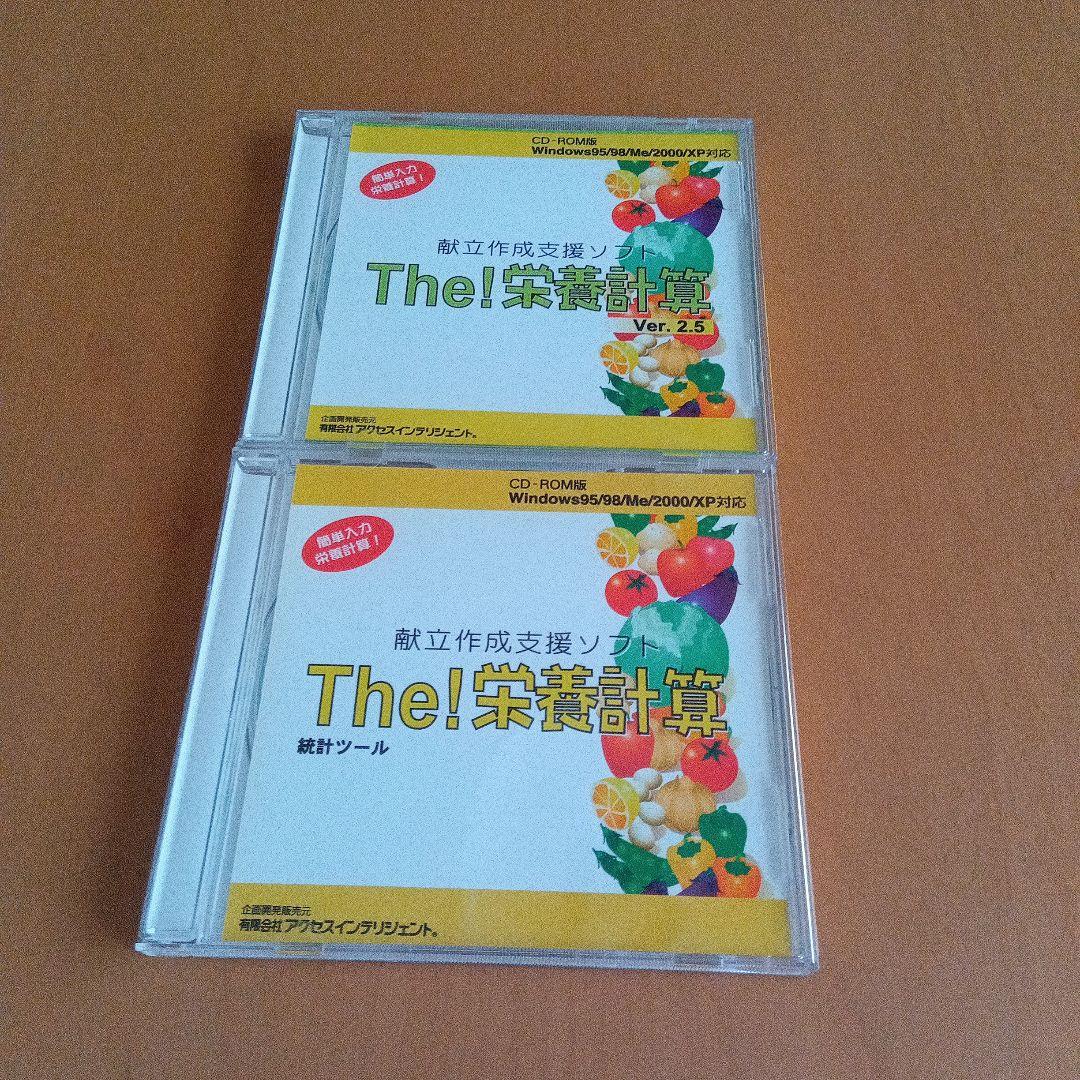 CD-ROM版
Windows95/98/Me/2000/XP対応
簡単入力
栄養計算！
献立作成支援ソフト
The!栄養計算
Ver. 2.5
企画開発販売元
有限会社アクセスインテリジェント。
CD-ROM版
Windows95/98/Me/2000/XP対応
簡単入力
栄養計算！
献立作成支援ソフト
The!栄養計算
統計ツール
企画開発販売元
有限会社アクセスインテリジェント。